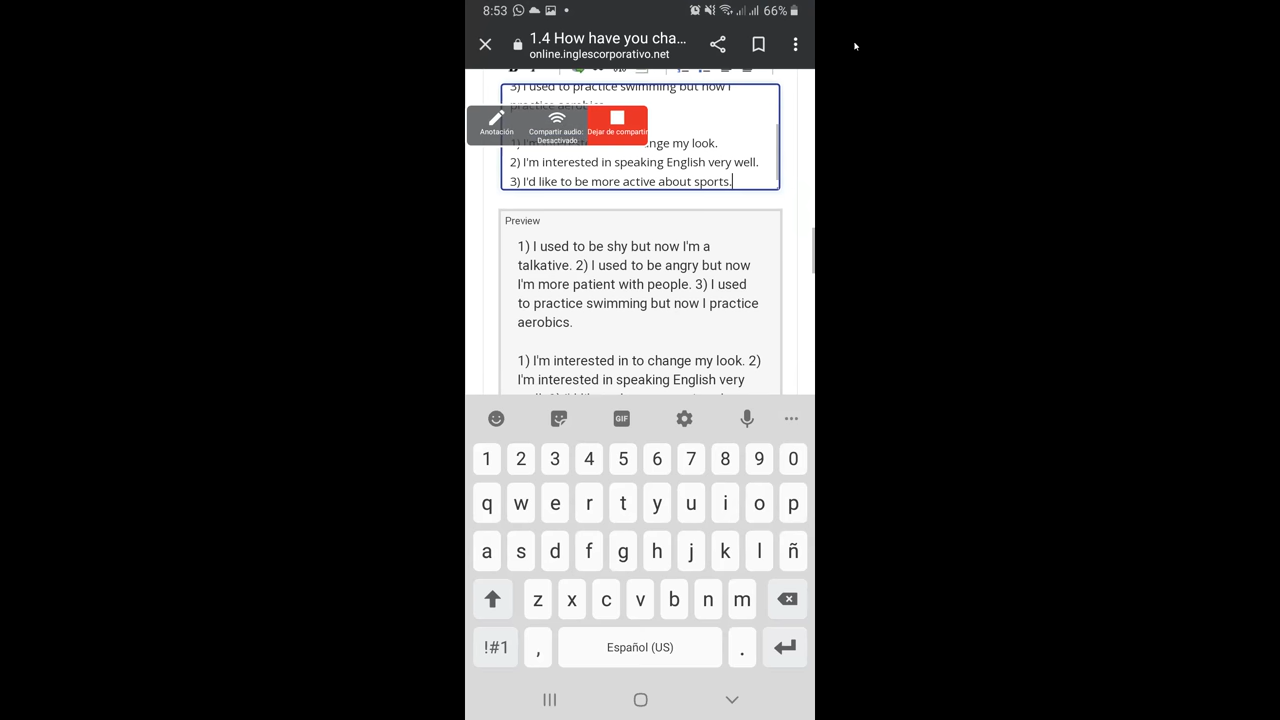 8:53 66%
1.4 How have you cha...
online.inglescorporativo.net
3) I used to practice swimming but now I
practice aerobics.
Anotación
Compartir audio:
Desactivado
Dejar de compartir
1) I'm nge my look.
2) I'm interested in speaking English very well.
3) I'd like to be more active about sports.
Preview
1) I used to be shy but now I'm a
talkative. 2) I used to be angry but now
I'm more patient with people. 3) I used
to practice swimming but now I practice
aerobics.
1) I'm interested in to change my look. 2)
I'm interested in speaking English very
GIF
1 2 3 4 5 6 7 8 9 0
q w e r t y u i o p
a s d f g h j k l ñ
z x c v b n m
!#1 , Español (US) .